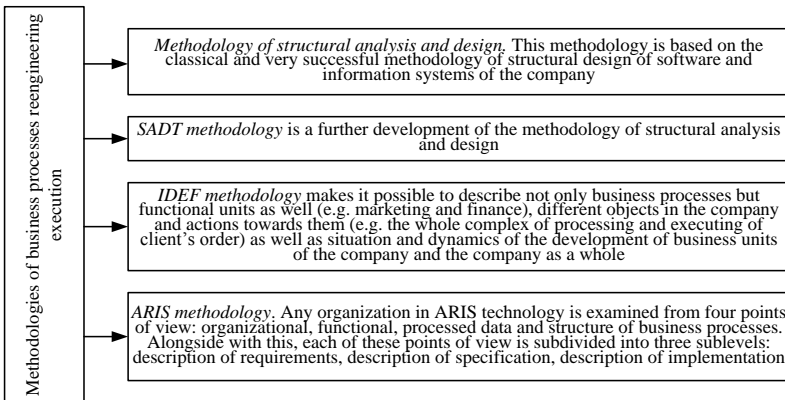 Methodologies of business processes reengineering
execution
Methodology of structural analysis and design. This methodology is based on the
classical and very successful methodology of structural design of software and
information systems of the company
SADT methodology is a further development of the methodology of structural analysis
and design
IDEF methodology makes it possible to describe not only business processes but
functional units as well (e.g. marketing and finance), different objects in the company
and actions towards them (e.g. the whole complex of processing and executing of
client’s order) as well as situation and dynamics of the development of business units
of the company and the company as a whole
ARIS methodology. Any organization in ARIS technology is examined from four points
of view: organizational, functional, processed data and structure of business processes.
Alongside with this, each of these points of view is subdivided into three sublevels:
description of requirements, description of specification, description of implementation